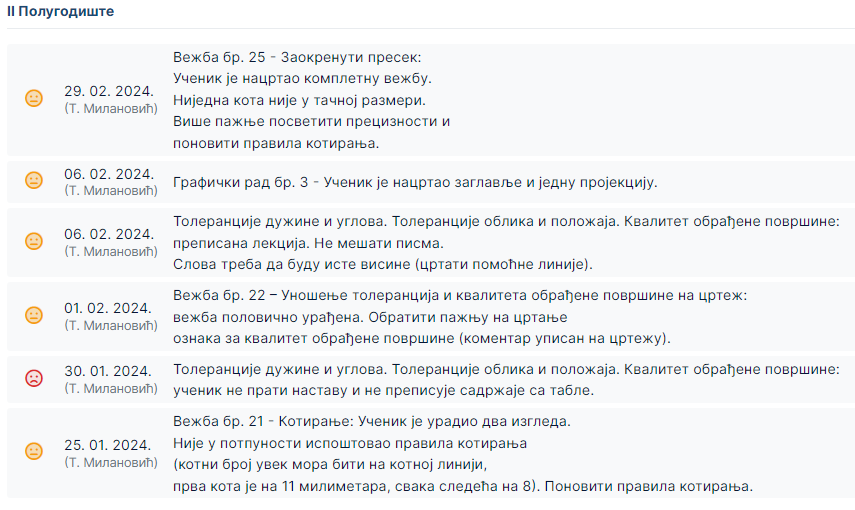 II Полугодиште
29. 02. 2024.
(Т. Милановић)
Вежба бр. 25 - Заокренути пресек:
Ученик је нацртао комплетну вежбу.
Ниједна кота није у тачној размери.
Више пажње посветити прецизности и
поновити правила котирања.
06. 02. 2024.
(Т. Милановић)
Графички рад бр. 3 - Ученик је нацртао заглавље и једну пројекцију.
06. 02. 2024.
(Т. Милановић)
Толеранције дужине и углова. Толеранције облика и положаја. Квалитет обрађене површине:
преписана лекција. Не мешати писма.
Слова треба да буду исте висине (цртати помоћне линије).
01. 02. 2024.
(Т. Милановић)
Вежба бр. 22 – Уношење толеранција и квалитета обрађене површине на цртеж:
вежба половично урађена. Обратити пажњу на цртање
ознака за квалитет обрађене површине (коментар уписан на цртежу).
30. 01. 2024.
(Т. Милановић)
Толеранције дужине и углова. Толеранције облика и положаја. Квалитет обрађене површине:
ученик не прати наставу и не преписује садржаје са табле.
25. 01. 2024.
(Т. Милановић)
Вежба бр. 21 - Котирање: Ученик је урадио два изгледа.
Није у потпуности испоштовао правила котирања
(котни број увек мора бити на котној линији,
прва кота је на 11 милиметара, свака следећа на 8). Поновити правила котирања.